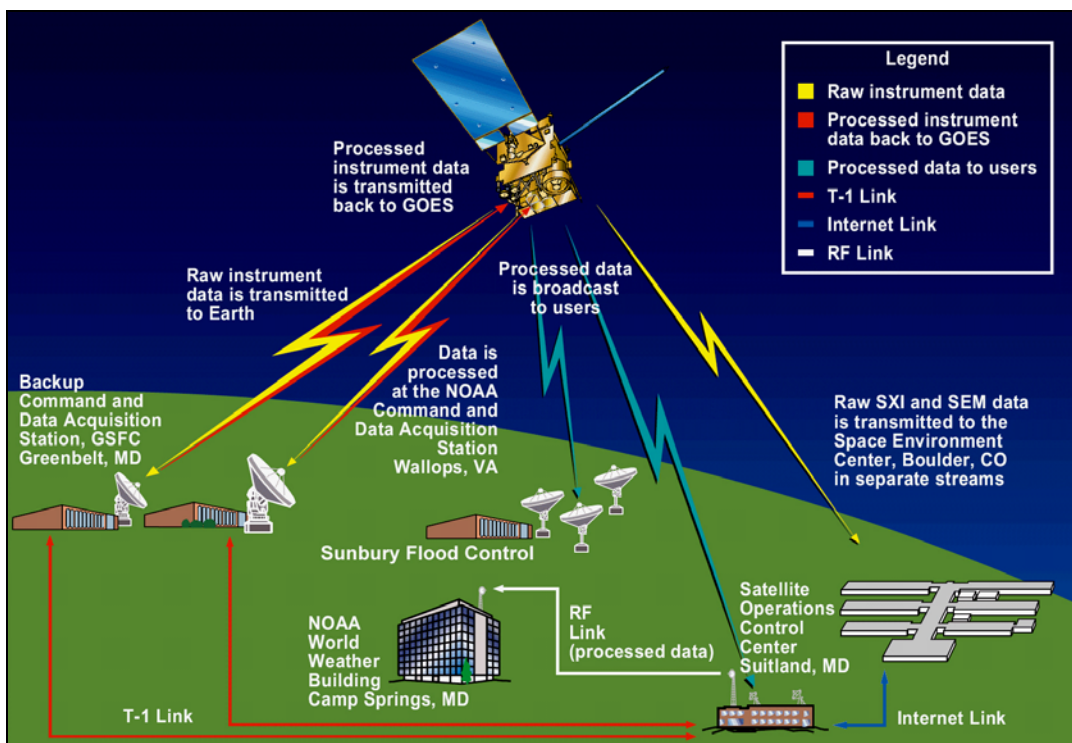 Legend
Raw instrument data
Processed instrument
data back to GOES
Processed data to users
T-1 Link
Internet Link
RF Link
Processed
instrument data
is transmitted
back to GOES
Raw instrument
data is transmitted
to Earth
Processed data
is broadcast
to users
Backup
Command and
Data Acquisition
Station, GSFC
Greenbelt, MD
Data is
processed
at the NOAA
Command and
Data Acquisition
Station
Wallops, VA
Raw SXI and SEM data
is transmitted to the
Space Environment
Center, Boulder, CO
in separate streams
Sunbury Flood Control
NOAA
World
Weather
Building
Camp Springs, MD
RF
Link
(processed data)
Satellite
Operations
Control
Center
Suitland, MD
T-1 Link
Internet Link